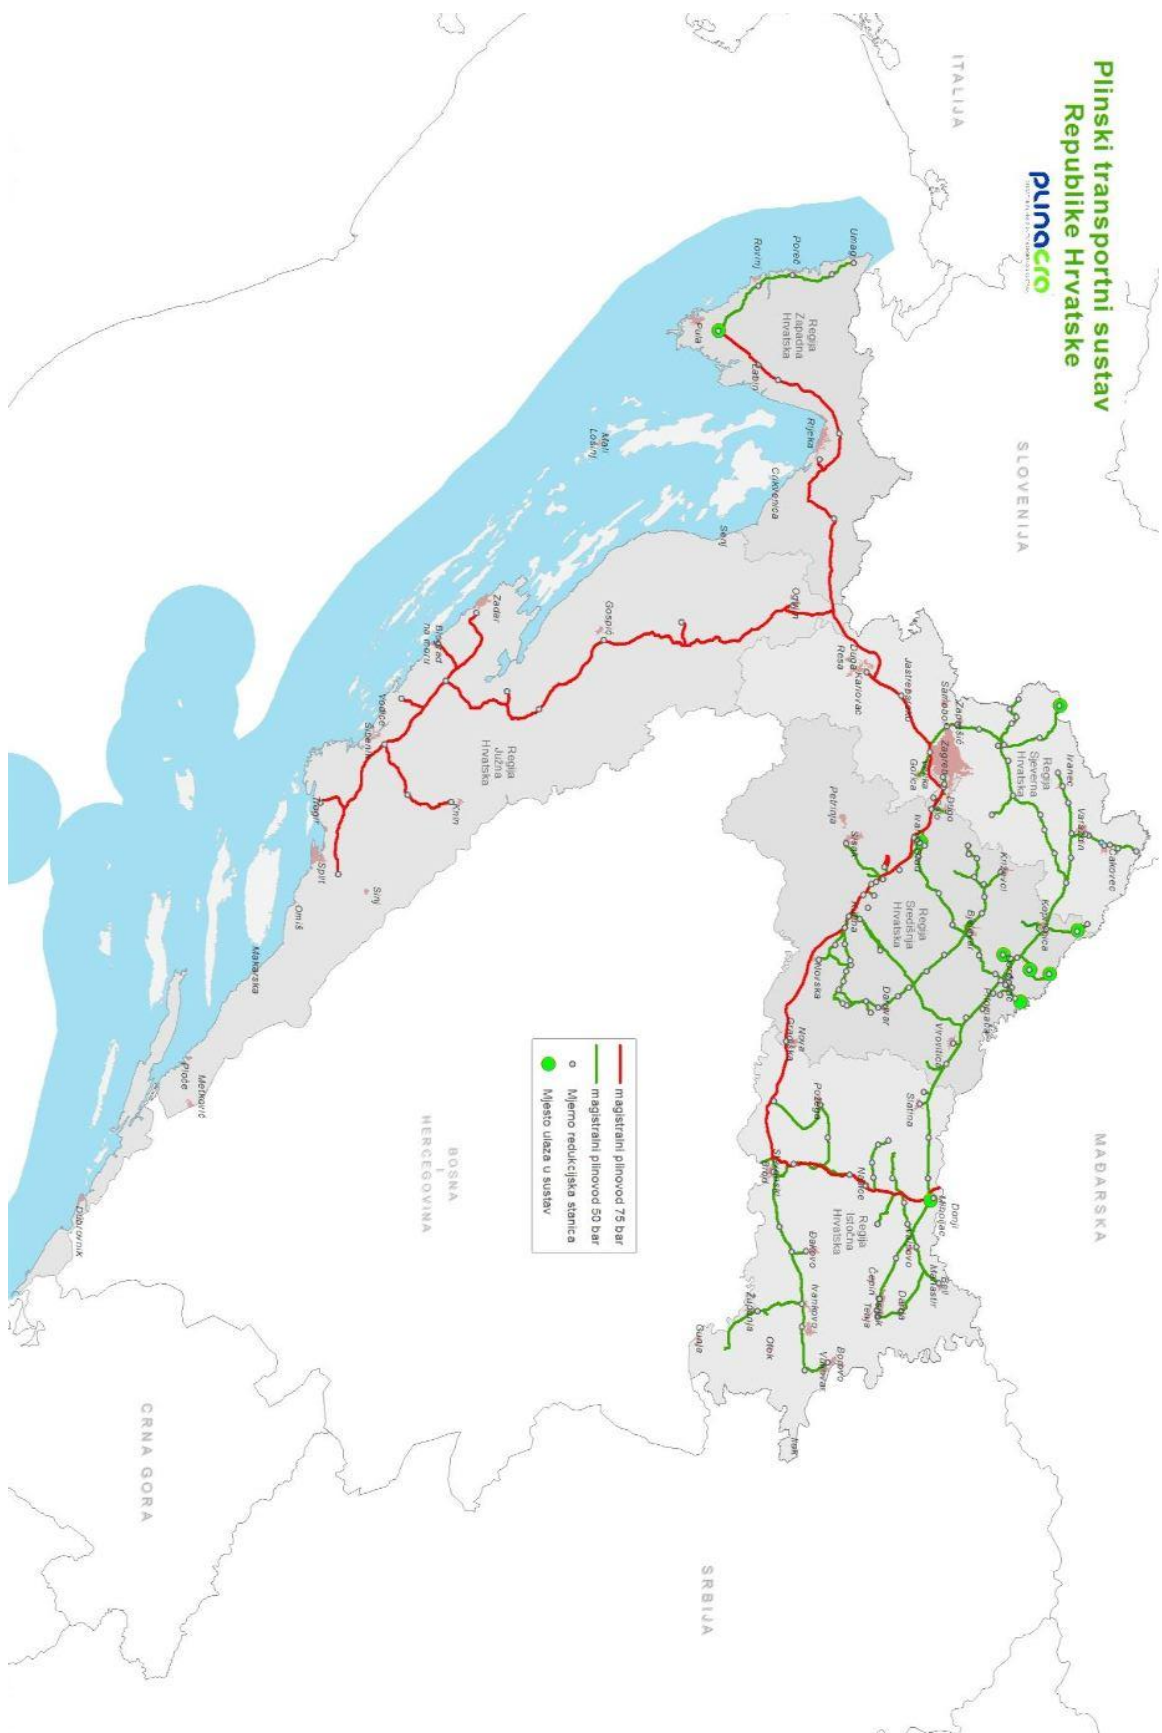 Plinski transportni sustav
Republike Hrvatske
PLINACRO
ITALIJA
SLOVENIJA
MAĐARSKA
SRBIJA
CRNA GORA
BOSNA
I
HERCEGOVINA
Regija
Zapadna
Hrvatska
Regija
Sjeverna
Hrvatska
Regija
Središnja
Hrvatska
Regija
Istočna
Hrvatska
Regija
Južna
Hrvatska
Umag
Poreč
Rovinj
Pula
Labin
Rijeka
Crikvenica
Mali
Lošinj
Senj
Ogulin
Gospić
Zadar
Biograd
na moru
Vodice
Šibenik
Knin
Trogir
Split
Sinj
Omiš
Makarska
Ploče
Metković
Dubrovnik
Duga
Resa
Karlovac
Jastrebarsko
Samobor
Zaprešić
Zagreb
Velika
Gorica
Dugo
Selo
Ivanec
Varaždin
Čakovec
Koprivnica
Križevci
Bjelovar
Petrinja
Sisak
Kutina
Novska
Daruvar
Virovitica
Slatina
Nova
Gradiška
Požega
Slavonski
Brod
Našice
Donji
Miholjac
Valpovo
Beli
Manastir
Čepin
Osijek
Tenja
Darda
Đakovo
Ivankovo
Županja
Otok
Gunja
Borovo
Vukovar
Ilok
magistralni plinovod 75 bar
magistralni plinovod 50 bar
Mjerno redukcijska stanica
Mjesto ulaza u sustav